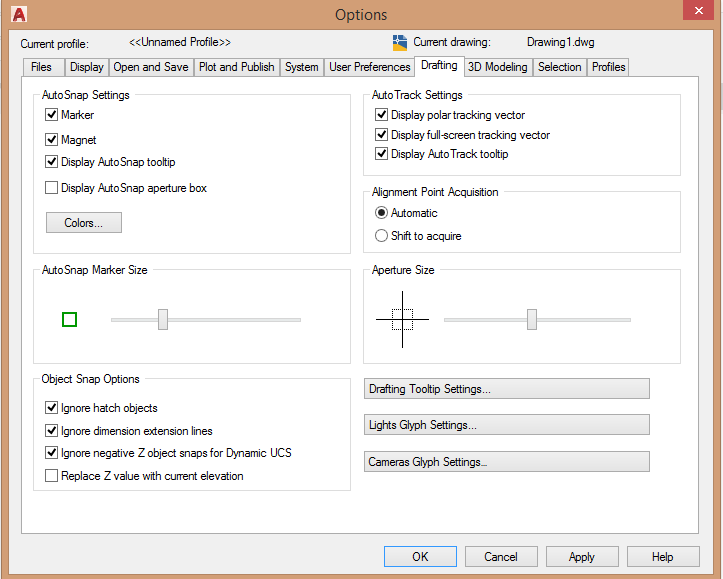 Options
Current profile: <<Unnamed Profile>> Current drawing: Drawing1.dwg
Files Display Open and Save Plot and Publish System User Preferences Drafting 3D Modeling Selection Profiles
AutoSnap Settings
Marker
Magnet
Display AutoSnap tooltip
Display AutoSnap aperture box
Colors...
AutoTrack Settings
Display polar tracking vector
Display full-screen tracking vector
Display AutoTrack tooltip
Alignment Point Acquisition
Automatic
Shift to acquire
AutoSnap Marker Size
Aperture Size
Object Snap Options
Ignore hatch objects
Ignore dimension extension lines
Ignore negative Z object snaps for Dynamic UCS
Replace Z value with current elevation
Drafting Tooltip Settings...
Lights Glyph Settings...
Cameras Glyph Settings...
OK Cancel Apply Help